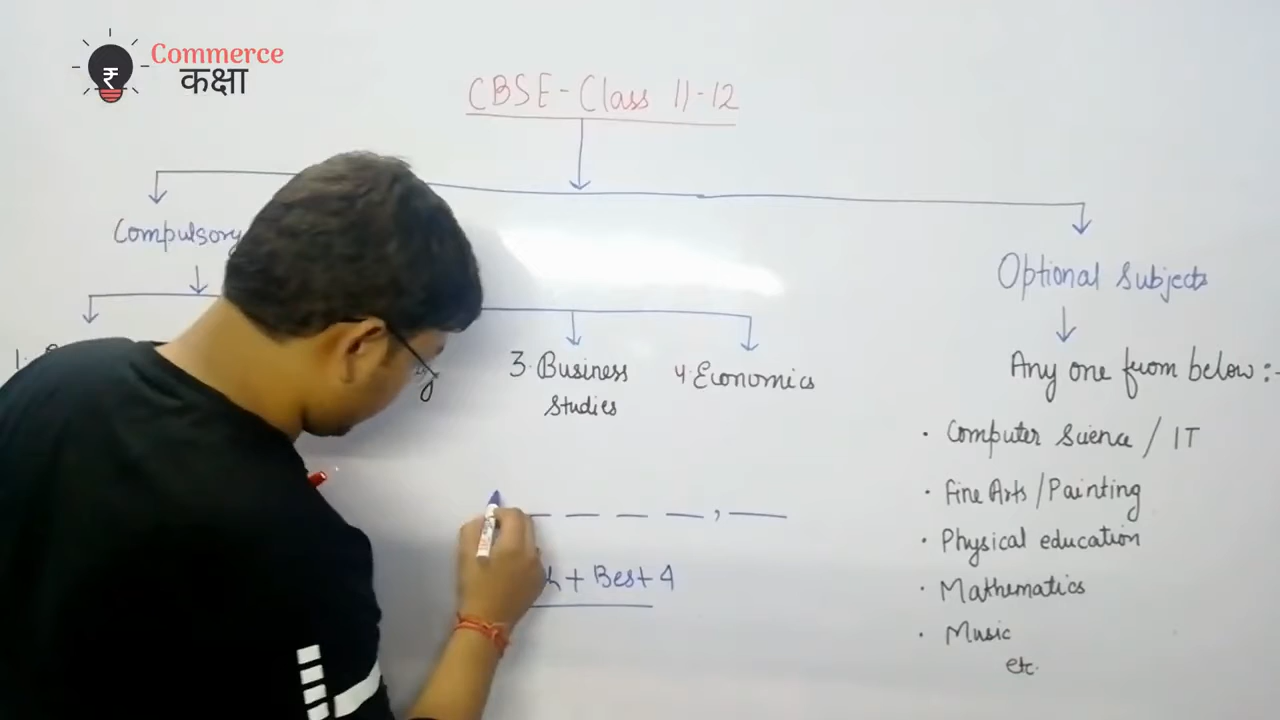 Commerce
कक्षा
CBSE-Class 11-12
Compulsory
Optional Subjects
Any one from below :-
3. Business
Studies
4. Economics
• Computer Science / IT
• Fine Arts / Painting
• Physical education
• Mathematics
• Music
etc.
+ Best 4